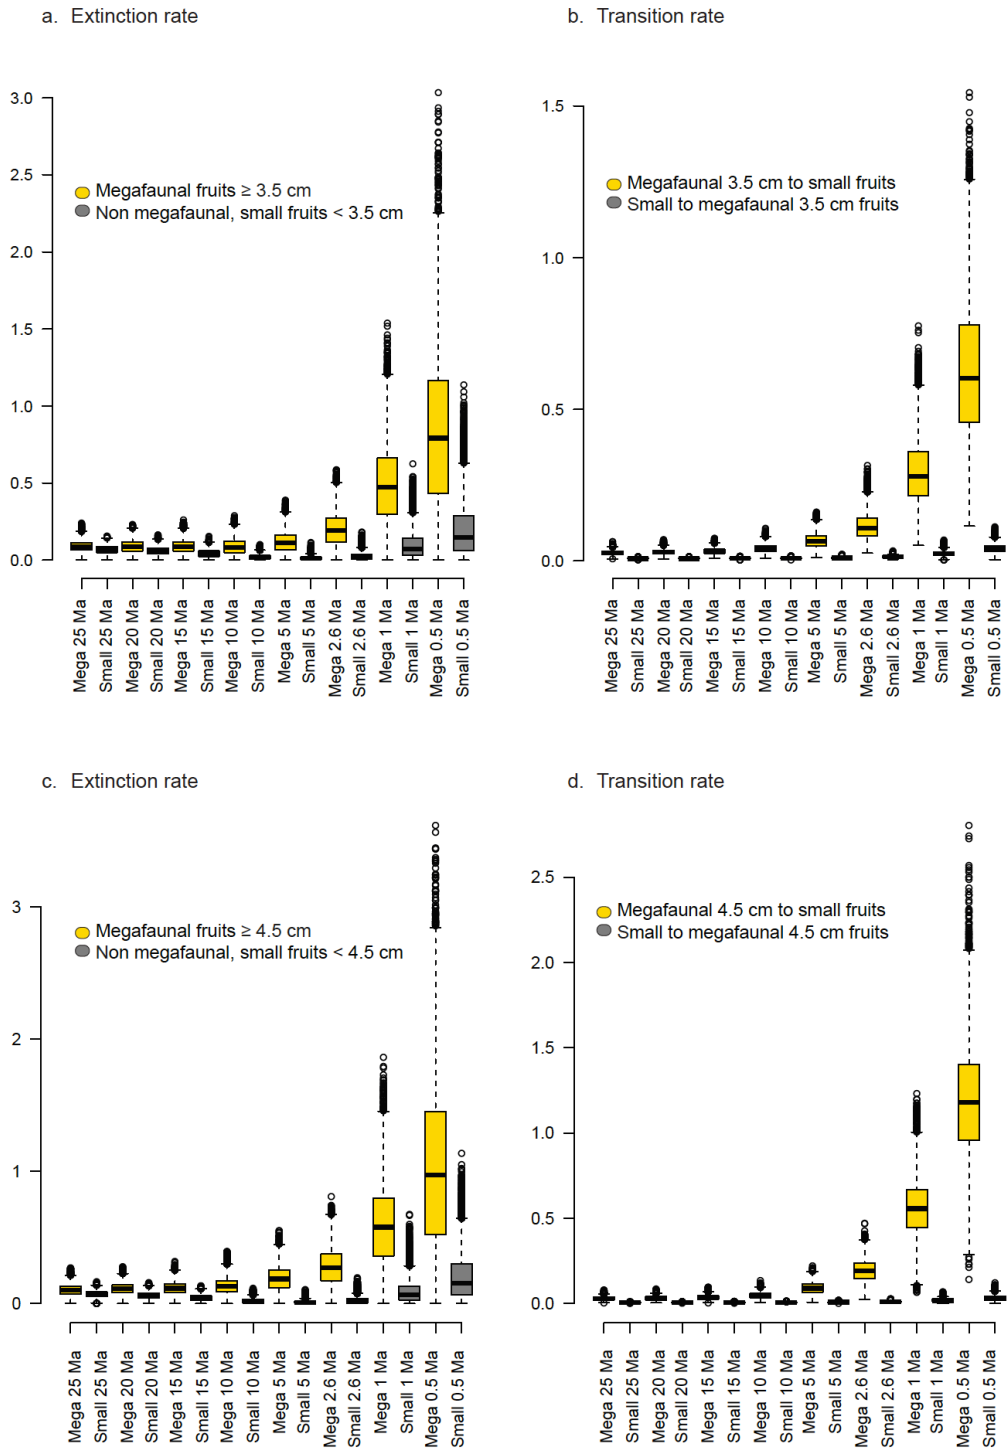 a. Extinction rate
3.0
2.5
2.0
1.5
1.0
0.5
0.0
Megafaunal fruits ≥ 3.5 cm
Non megafaunal, small fruits < 3.5 cm
Mega 25 Ma
Small 25 Ma
Mega 20 Ma
Small 20 Ma
Mega 15 Ma
Small 15 Ma
Mega 10 Ma
Small 10 Ma
Mega 5 Ma
Small 5 Ma
Mega 2.6 Ma
Small 2.6 Ma
Mega 1 Ma
Small 1 Ma
Mega 0.5 Ma
Small 0.5 Ma
b. Transition rate
1.5
1.0
0.5
0.0
Megafaunal 3.5 cm to small fruits
Small to megafaunal 3.5 cm fruits
Mega 25 Ma
Small 25 Ma
Mega 20 Ma
Small 20 Ma
Mega 15 Ma
Small 15 Ma
Mega 10 Ma
Small 10 Ma
Mega 5 Ma
Small 5 Ma
Mega 2.6 Ma
Small 2.6 Ma
Mega 1 Ma
Small 1 Ma
Mega 0.5 Ma
Small 0.5 Ma
c. Extinction rate
3
2
1
0
Megafaunal fruits ≥ 4.5 cm
Non megafaunal, small fruits < 4.5 cm
Mega 25 Ma
Small 25 Ma
Mega 20 Ma
Small 20 Ma
Mega 15 Ma
Small 15 Ma
Mega 10 Ma
Small 10 Ma
Mega 5 Ma
Small 5 Ma
Mega 2.6 Ma
Small 2.6 Ma
Mega 1 Ma
Small 1 Ma
Mega 0.5 Ma
Small 0.5 Ma
d. Transition rate
2.5
2.0
1.5
1.0
0.5
0.0
Megafaunal 4.5 cm to small fruits
Small to megafaunal 4.5 cm fruits
Mega 25 Ma
Small 25 Ma
Mega 20 Ma
Small 20 Ma
Mega 15 Ma
Small 15 Ma
Mega 10 Ma
Small 10 Ma
Mega 5 Ma
Small 5 Ma
Mega 2.6 Ma
Small 2.6 Ma
Mega 1 Ma
Small 1 Ma
Mega 0.5 Ma
Small 0.5 Ma